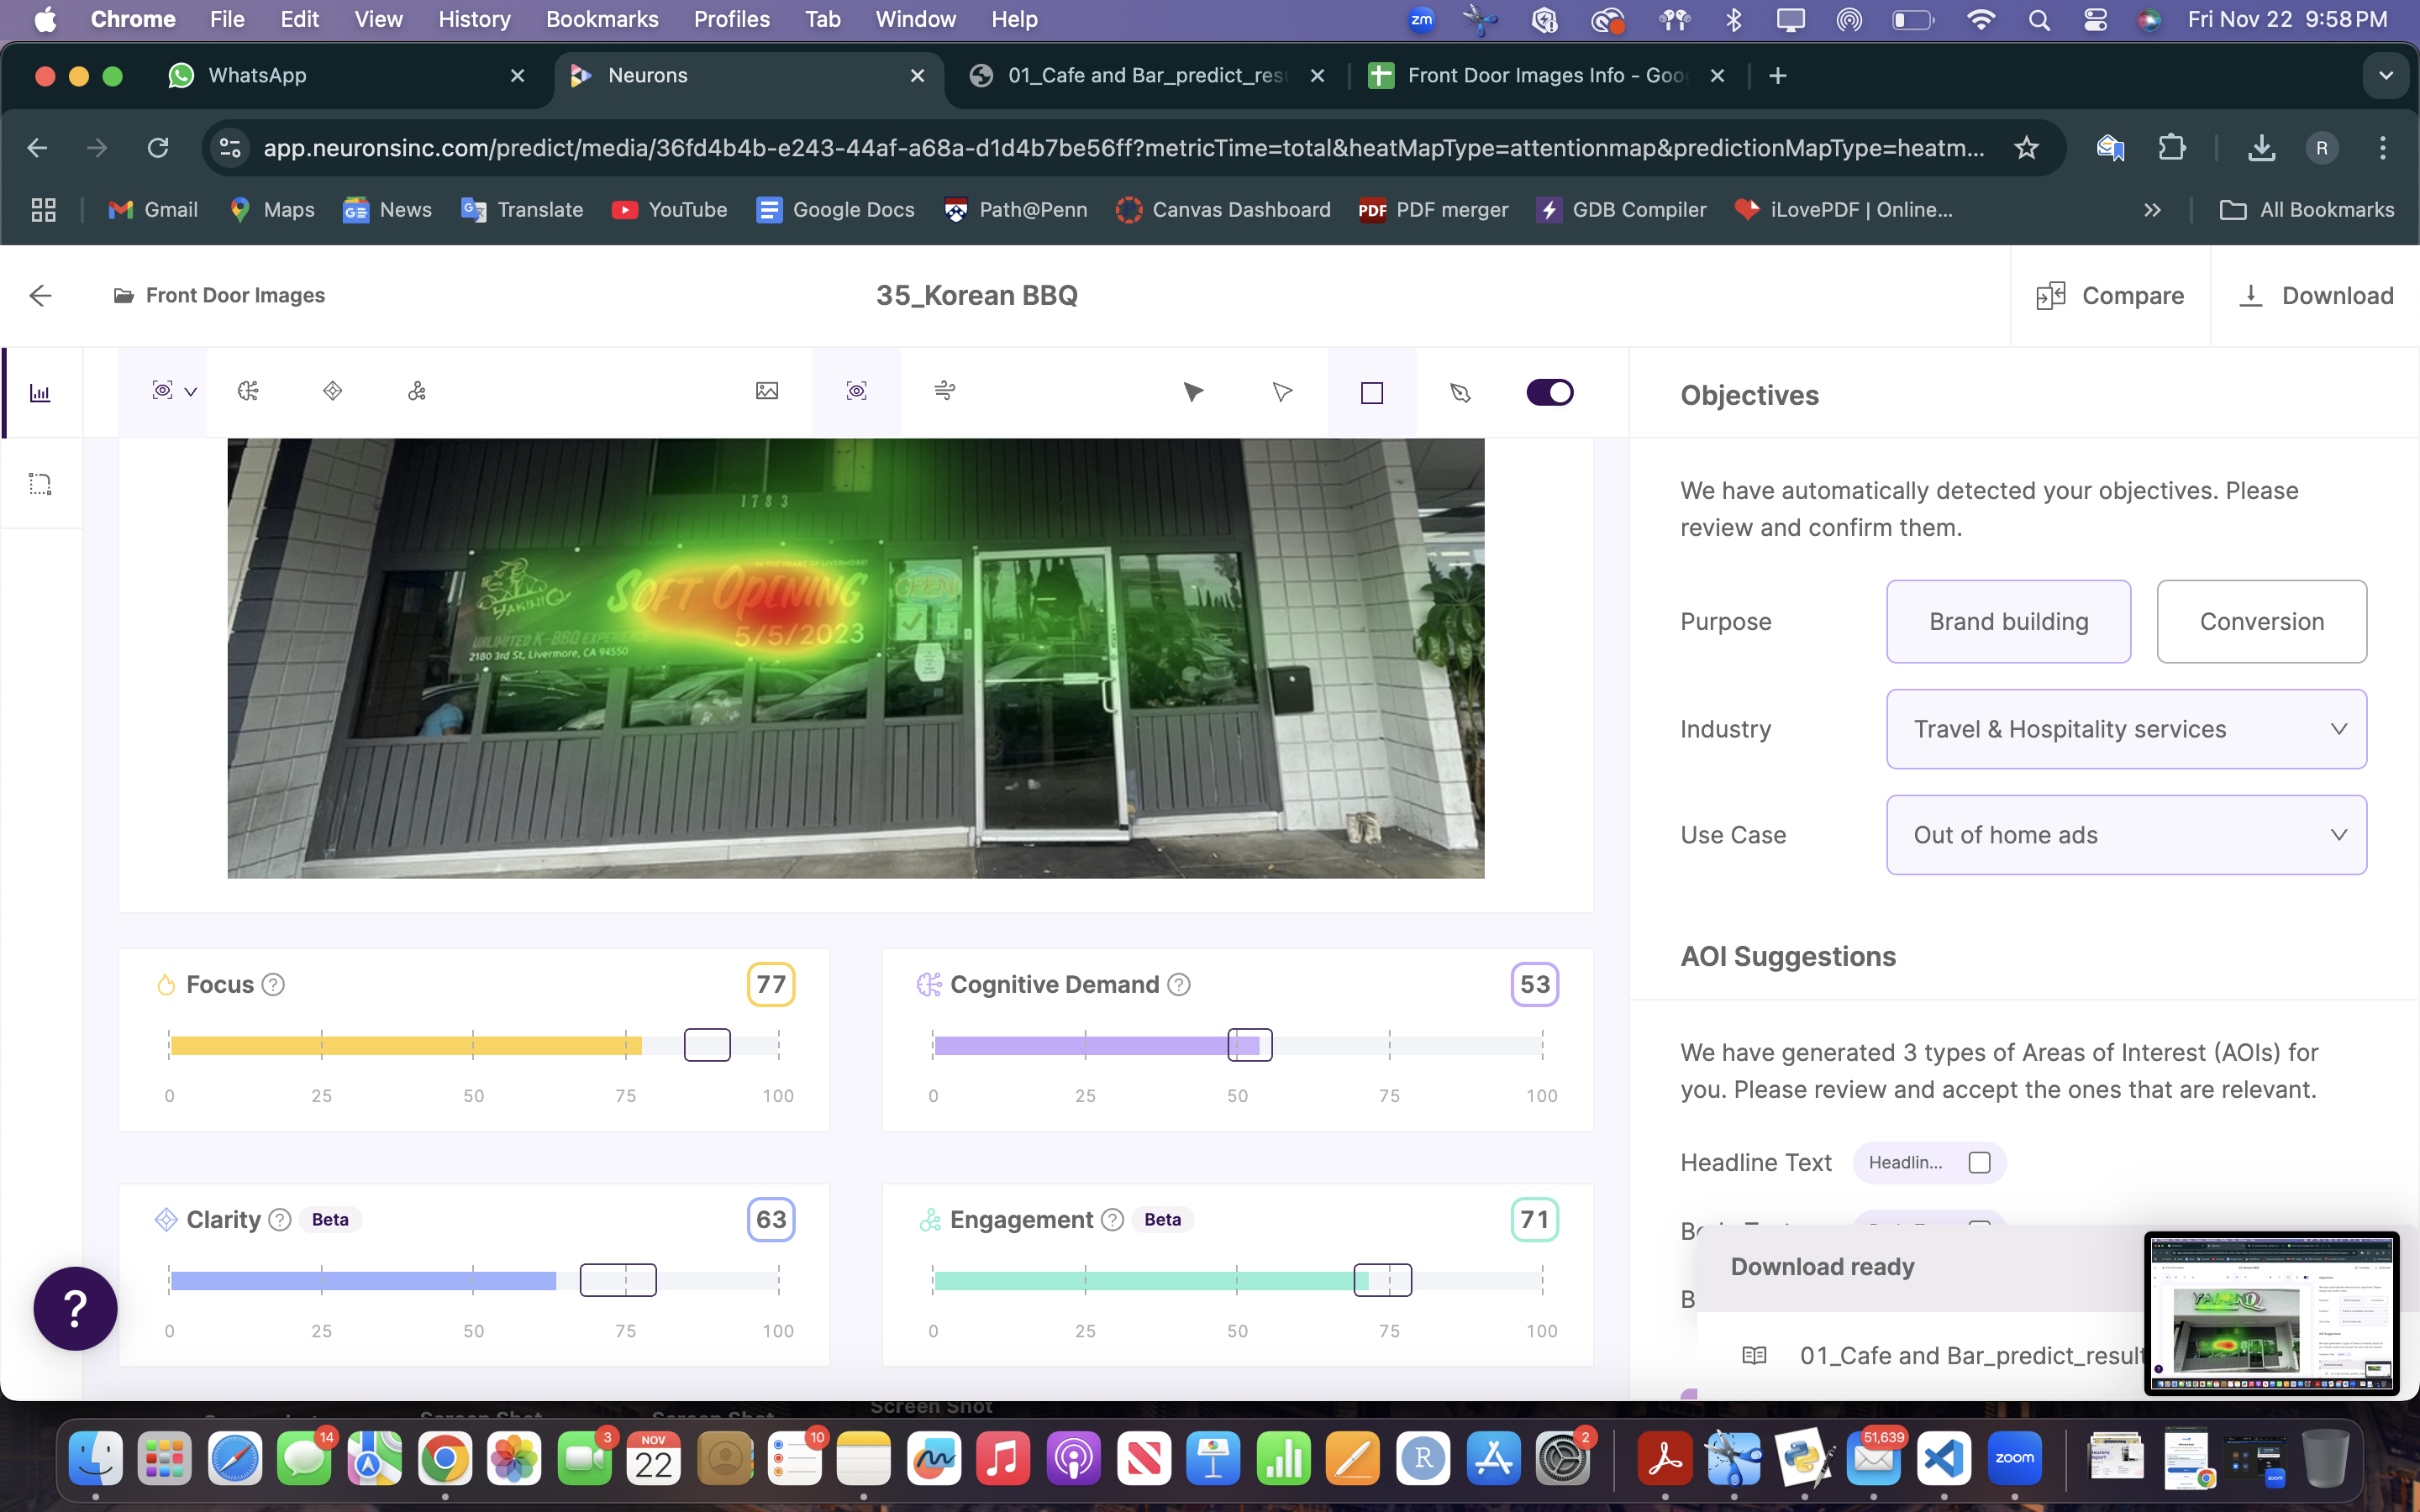 Chrome File Edit View History Bookmarks Profiles Tab Window Help
zm
Fri Nov 22 9:58 PM
WhatsApp
Neurons
01_Cafe and Bar_predict_resu
Front Door Images Info - Goo
app.neuronsinc.com/predict/media/36fd4b4b-e243-44af-a68a-d1d4b7be56ff?metricTime=total&heatMapType=attentionmap&predictionMapType=heatm...
R
Gmail Maps News Translate YouTube Google Docs Path@Penn Canvas Dashboard PDF PDF merger GDB Compiler iLovePDF | Online...
All Bookmarks
Front Door Images
35_Korean BBQ
Compare
Download
1783
IN THE HEART OF LIVERMORE!
YAKINIQ
SOFT OPENING
OPEN
5/5/2023
UNLIMITED K-BBQ EXPERIENCE
2180 3rd St, Livermore, CA 94550
Objectives
We have automatically detected your objectives. Please
review and confirm them.
Purpose
Brand building
Conversion
Industry
Travel & Hospitality services
Use Case
Out of home ads
AOI Suggestions
We have generated 3 types of Areas of Interest (AOIs) for
you. Please review and accept the ones that are relevant.
Headline Text
Headlin...
Focus ?
77
0 25 50 75 100
Cognitive Demand ?
53
0 25 50 75 100
Clarity ? Beta
63
0 25 50 75 100
Engagement ? Beta
71
0 25 50 75 100
?
B
Download ready
01_Cafe and Bar_predict_result
YAKINIQ
Screen Shot
14
3
NOV
22
10
R
2
51,639
zoom